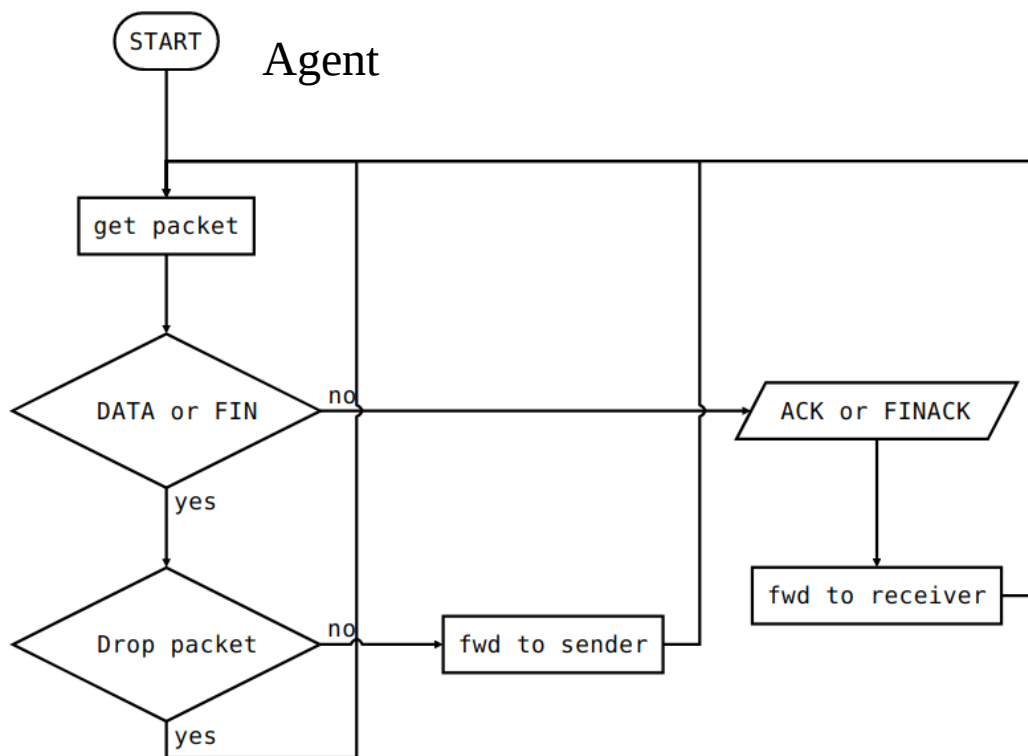 START
Agent
get packet
DATA or FIN
no
ACK or FINACK
yes
fwd to receiver
Drop packet
no
fwd to sender
yes